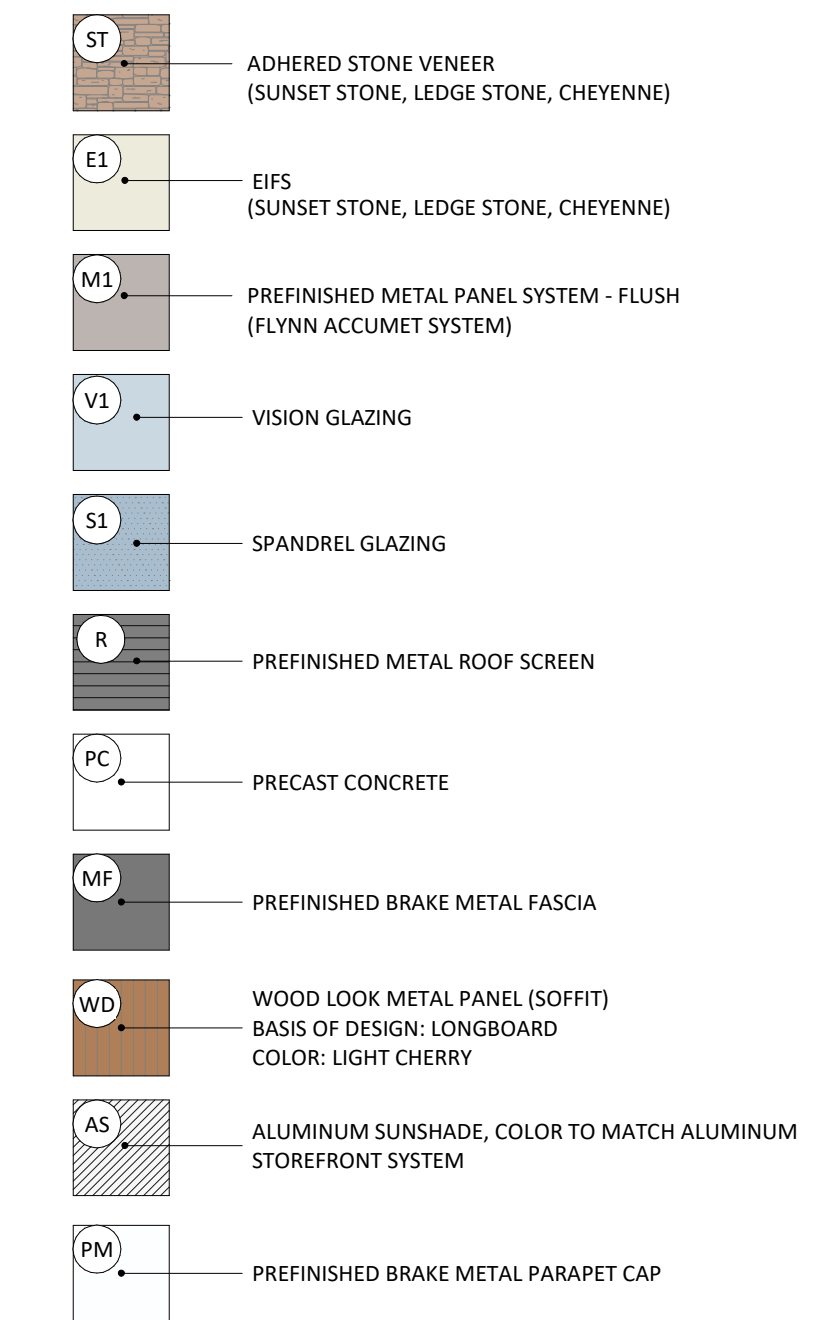 ST
ADHERED STONE VENEER
(SUNSET STONE, LEDGE STONE, CHEYENNE)
E1
EIFS
(SUNSET STONE, LEDGE STONE, CHEYENNE)
M1
PREFINISHED METAL PANEL SYSTEM - FLUSH
(FLYNN ACCUMET SYSTEM)
V1
VISION GLAZING
S1
SPANDREL GLAZING
R
PREFINISHED METAL ROOF SCREEN
PC
PRECAST CONCRETE
MF
PREFINISHED BRAKE METAL FASCIA
WD
WOOD LOOK METAL PANEL (SOFFIT)
BASIS OF DESIGN: LONGBOARD
COLOR: LIGHT CHERRY
AS
ALUMINUM SUNSHADE, COLOR TO MATCH ALUMINUM
STOREFRONT SYSTEM
PM
PREFINISHED BRAKE METAL PARAPET CAP